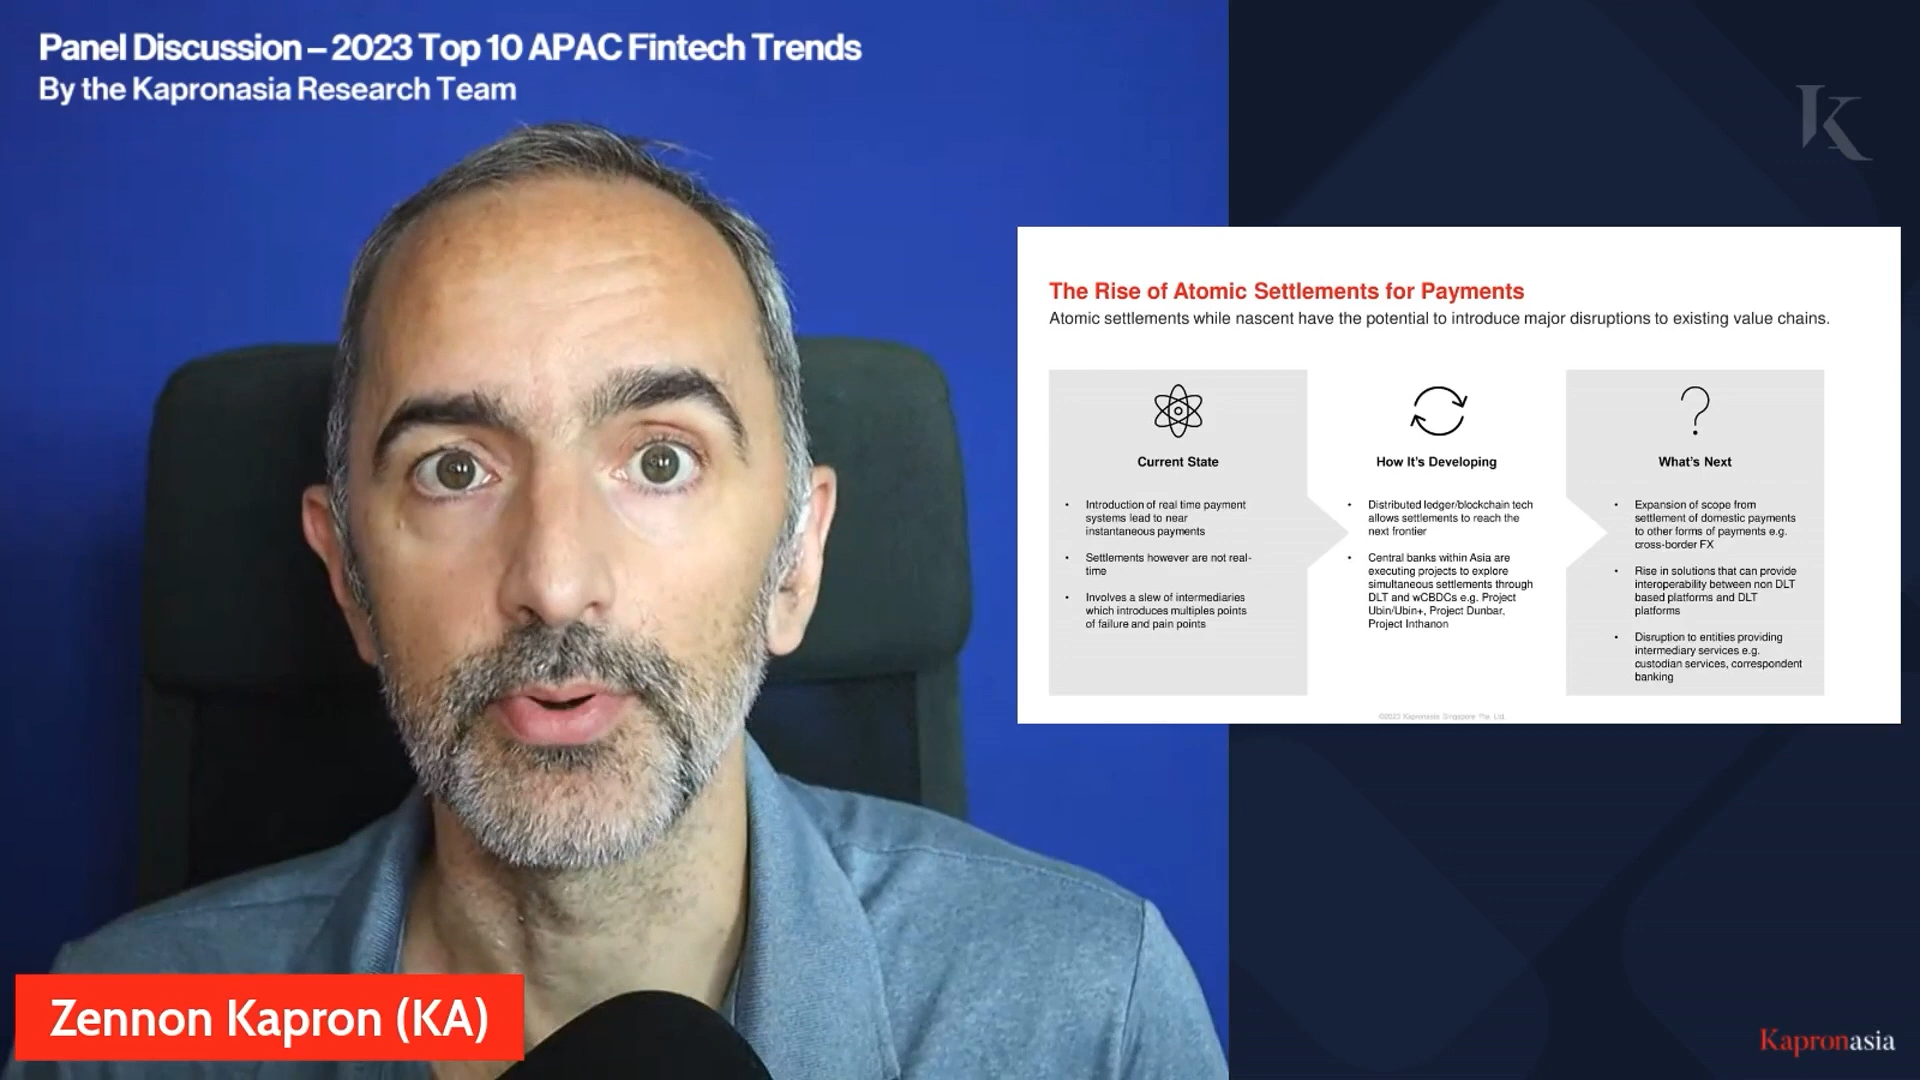 Panel Discussion – 2023 Top 10 APAC Fintech Trends
By the Kapronasia Research Team
K
The Rise of Atomic Settlements for Payments
Atomic settlements while nascent have the potential to introduce major disruptions to existing value chains.
Current State
• Introduction of real time payment
systems lead to near
instantaneous payments
• Settlements however are not real-
time
• Involves a slew of intermediaries
which introduces multiples points
of failure and pain points
How It's Developing
• Distributed ledger/blockchain tech
allows settlements to reach the
next frontier
• Central banks within Asia are
executing projects to explore
simultaneous settlements through
DLT and wCBDCs e.g. Project
Ubin/Ubin+, Project Dunbar,
Project Inthanon
?
What's Next
• Expansion of scope from
settlement of domestic payments
to other forms of payments e.g.
cross-border FX
• Rise in solutions that can provide
interoperability between non DLT
based platforms and DLT
platforms
• Disruption to entities providing
intermediary services e.g.
custodian services, correspondent
banking
©2023 Kapronasia Singapore Pte. Ltd.
Zennon Kapron (KA)
Kapronasia